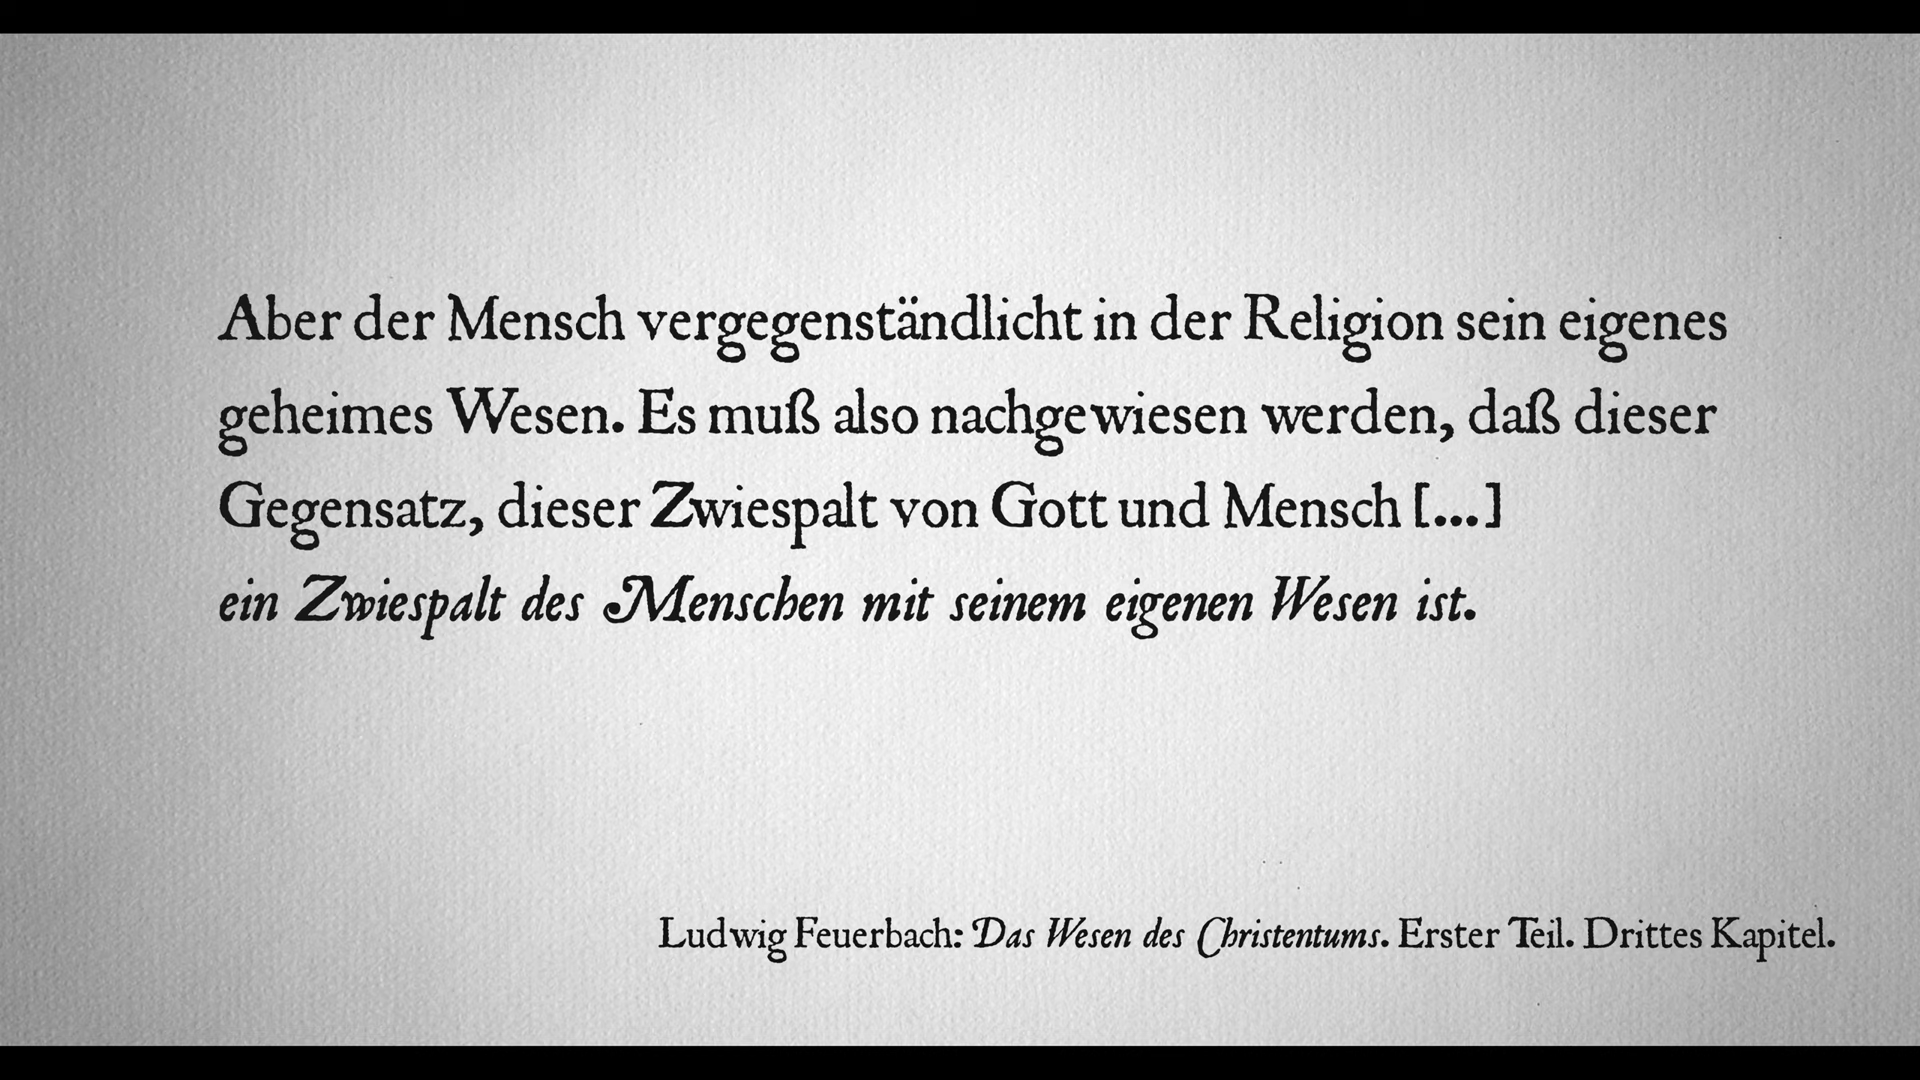 Aber der Mensch vergegenständlicht in der Religion sein eigenes
geheimes Wesen. Es muß also nachgewiesen werden, daß dieser
Gegensatz, dieser Zwiespalt von Gott und Mensch [...]
ein Zwiespalt des Menschen mit seinem eigenen Wesen ist.
Ludwig Feuerbach: Das Wesen des Christentums. Erster Teil. Drittes Kapitel.